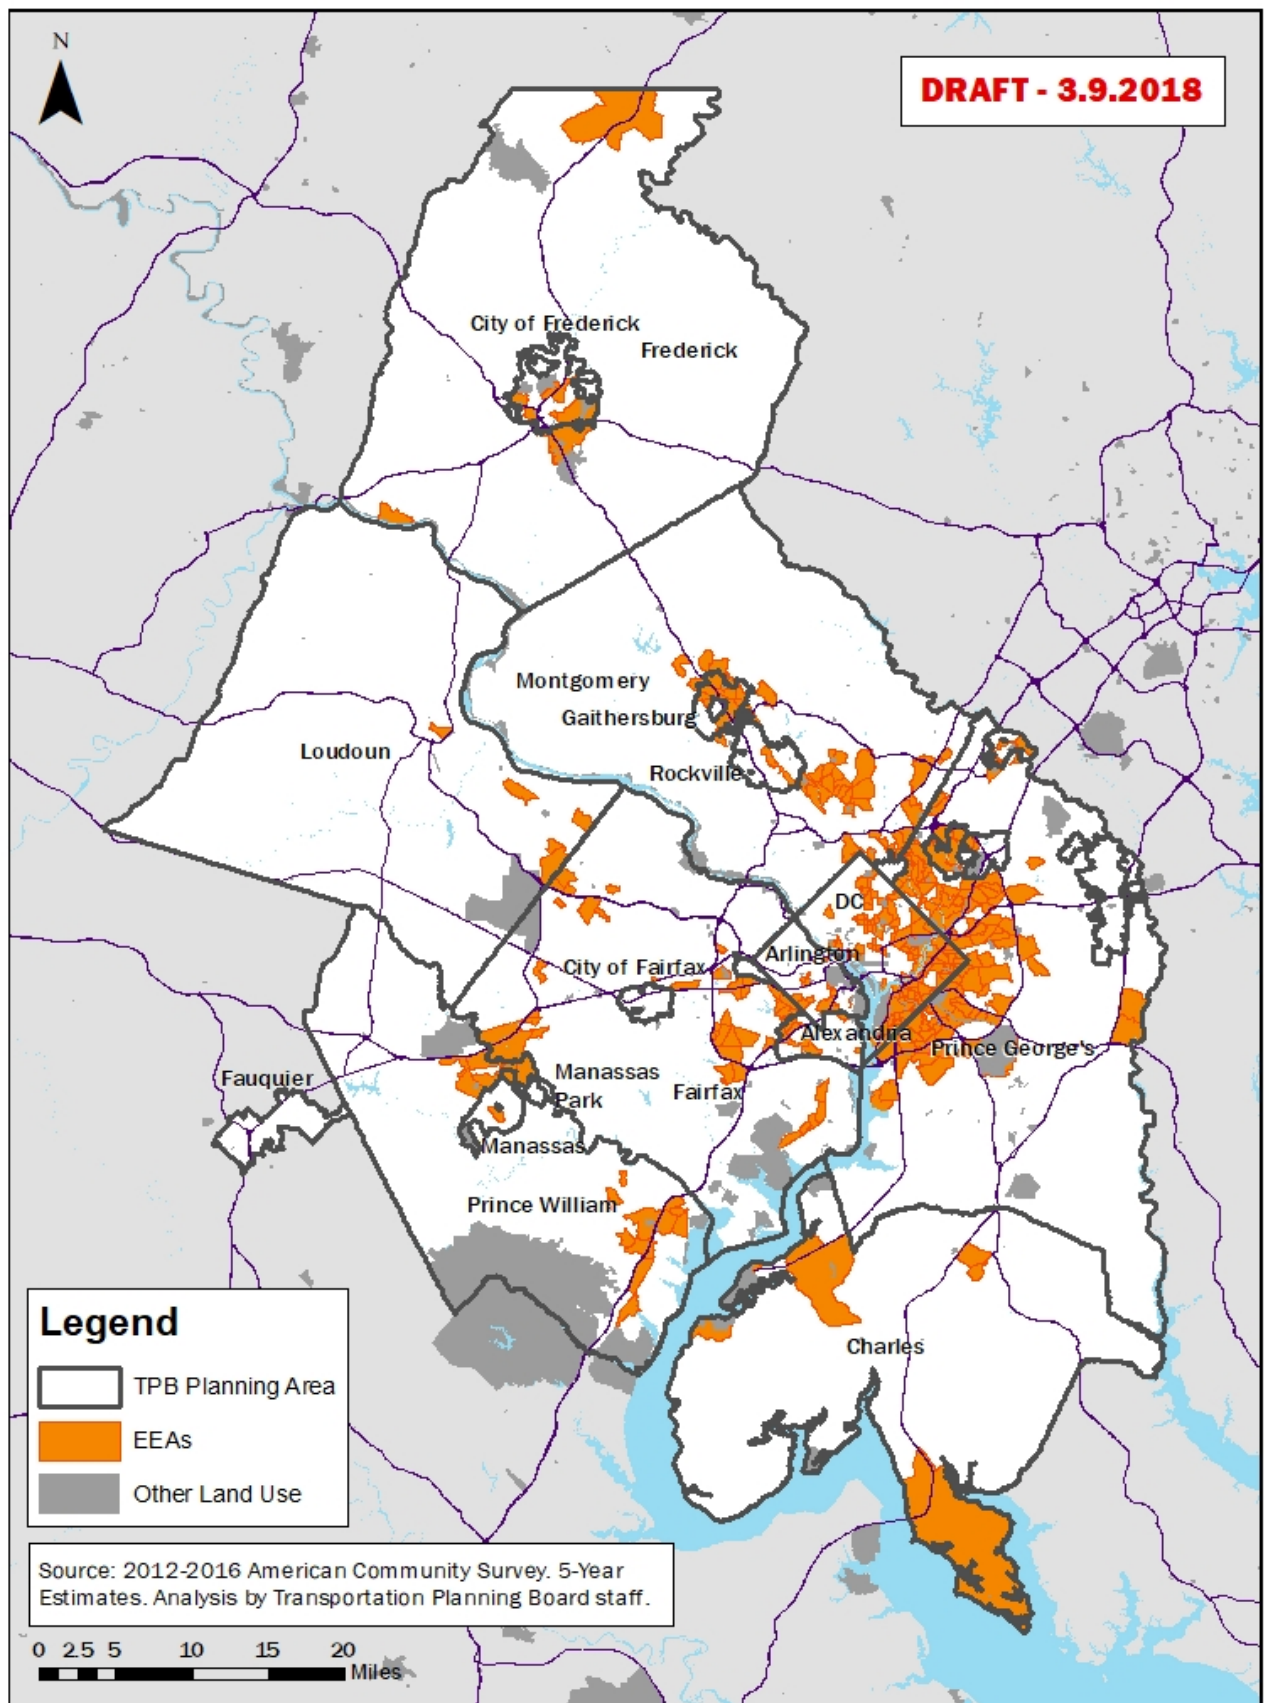 N
DRAFT - 3.9.2018
City of Frederick
Frederick
Montgomery
Gaithersburg
Loudoun
Rockville
DC
Arlington
City of Fairfax
Alexandria
Prince George's
Fauquier
Manassas
Park
Fairfax
Manassas
Prince William
Charles
Legend
TPB Planning Area
EEAs
Other Land Use
Source: 2012-2016 American Community Survey. 5-Year
Estimates. Analysis by Transportation Planning Board staff.
0 2.5 5 10 15 20
Miles